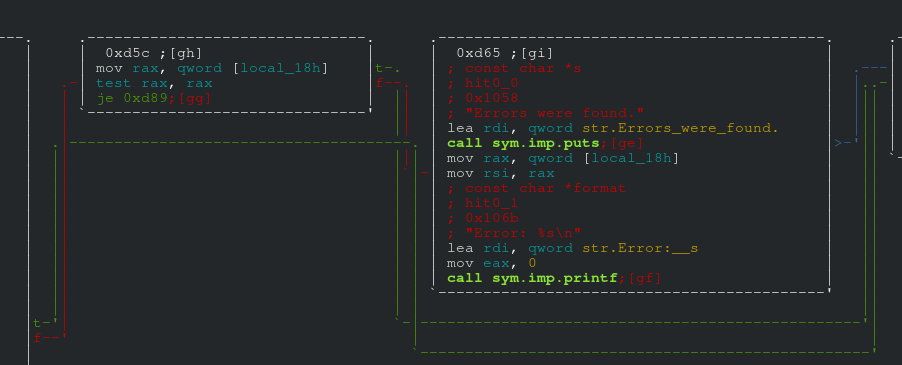 0xd5c ;[gh]
mov rax, qword [local_18h]
test rax, rax
je 0xd89;[gg]
t
f
t
f
0xd65 ;[gi]
; const char *s
; hit0_0
; 0x1058
; "Errors were found."
lea rdi, qword str.Errors_were_found.
call sym.imp.puts;[ge]
mov rax, qword [local_18h]
mov rsi, rax
; const char *format
; hit0_1
; 0x106b
; "Error: %s\n"
lea rdi, qword str.Error:__s
mov eax, 0
call sym.imp.printf;[gf]